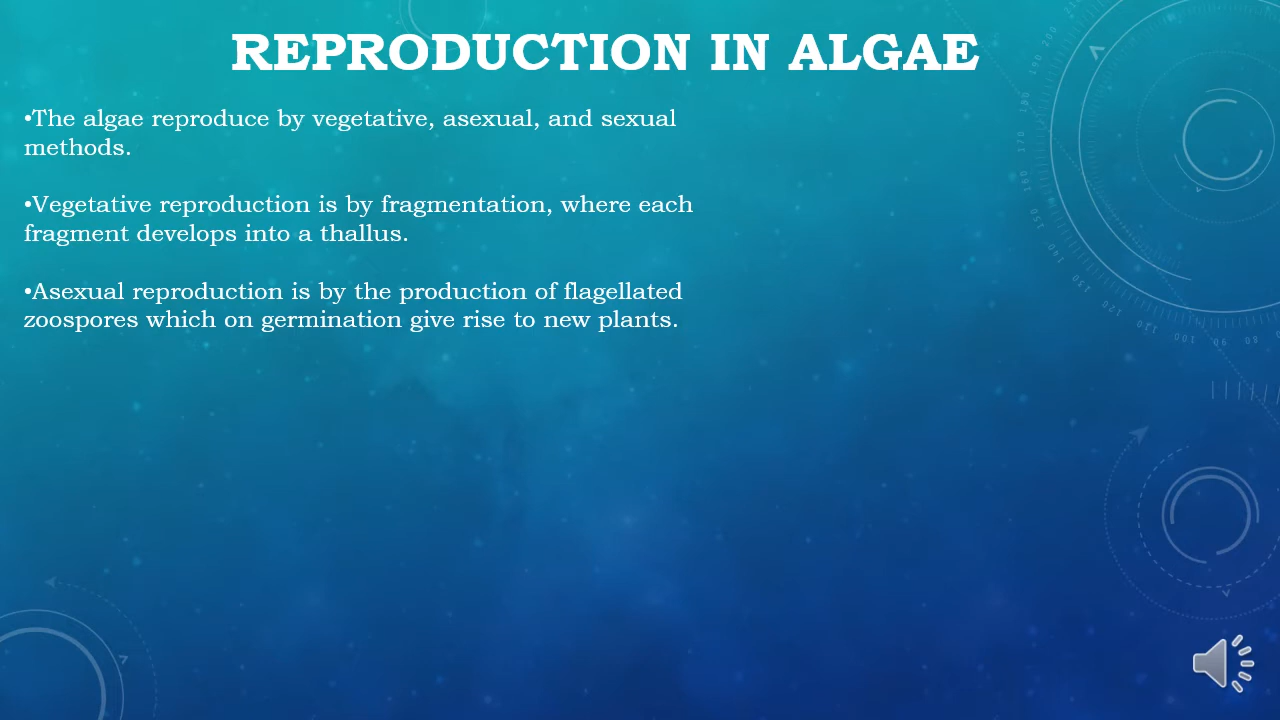 REPRODUCTION IN ALGAE
•The algae reproduce by vegetative, asexual, and sexual
methods.
•Vegetative reproduction is by fragmentation, where each
fragment develops into a thallus.
•Asexual reproduction is by the production of flagellated
zoospores which on germination give rise to new plants.